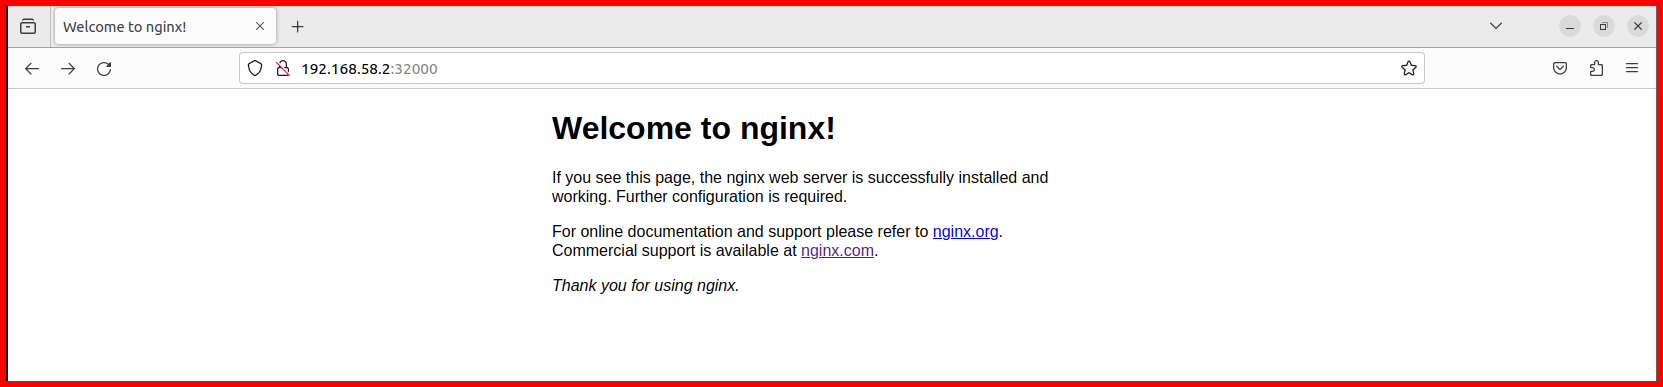 Welcome to nginx!
192.168.58.2:32000
Welcome to nginx!
If you see this page, the nginx web server is successfully installed and
working. Further configuration is required.
For online documentation and support please refer to nginx.org.
Commercial support is available at nginx.com.
Thank you for using nginx.